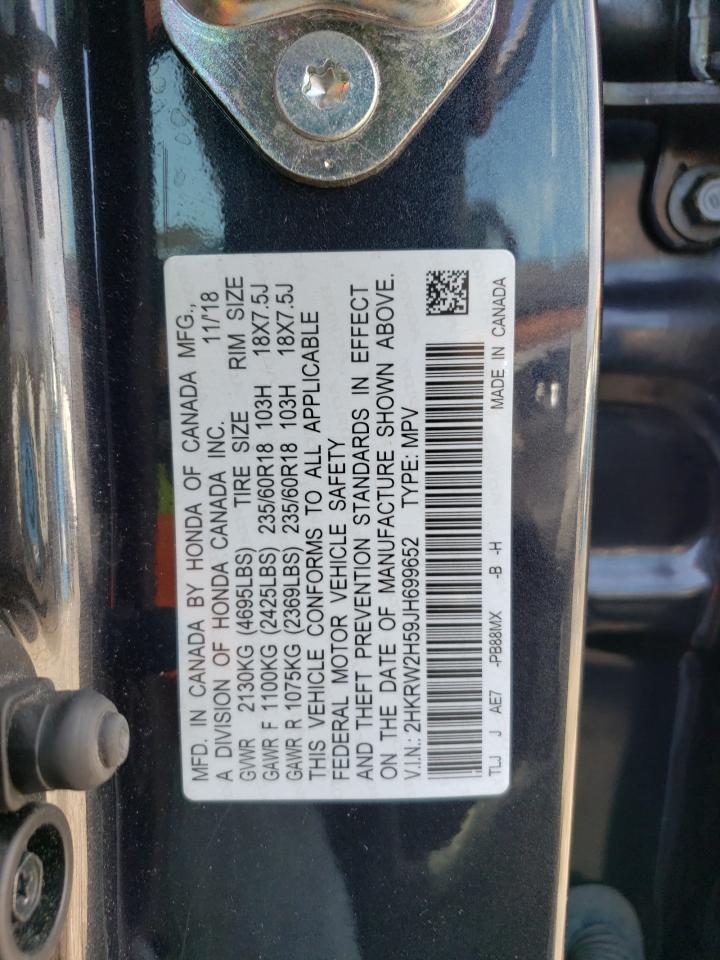 MFD. IN CANADA BY HONDA OF CANADA MFG.,
A DIVISION OF HONDA CANADA INC. 11/18
GVWR 2130KG (4695LBS) TIRE SIZE RIM SIZE
GAWR F 1100KG (2425LBS) 235/60R18 103H 18X7.5J
GAWR R 1075KG (2369LBS) 235/60R18 103H 18X7.5J
THIS VEHICLE CONFORMS TO ALL APPLICABLE
FEDERAL MOTOR VEHICLE SAFETY
AND THEFT PREVENTION STANDARDS IN EFFECT
ON THE DATE OF MANUFACTURE SHOWN ABOVE.
V.I.N.: 2HKRW2H59JH699652 TYPE: MPV
TLJ J AE7 -PB88MX -B -H MADE IN CANADA